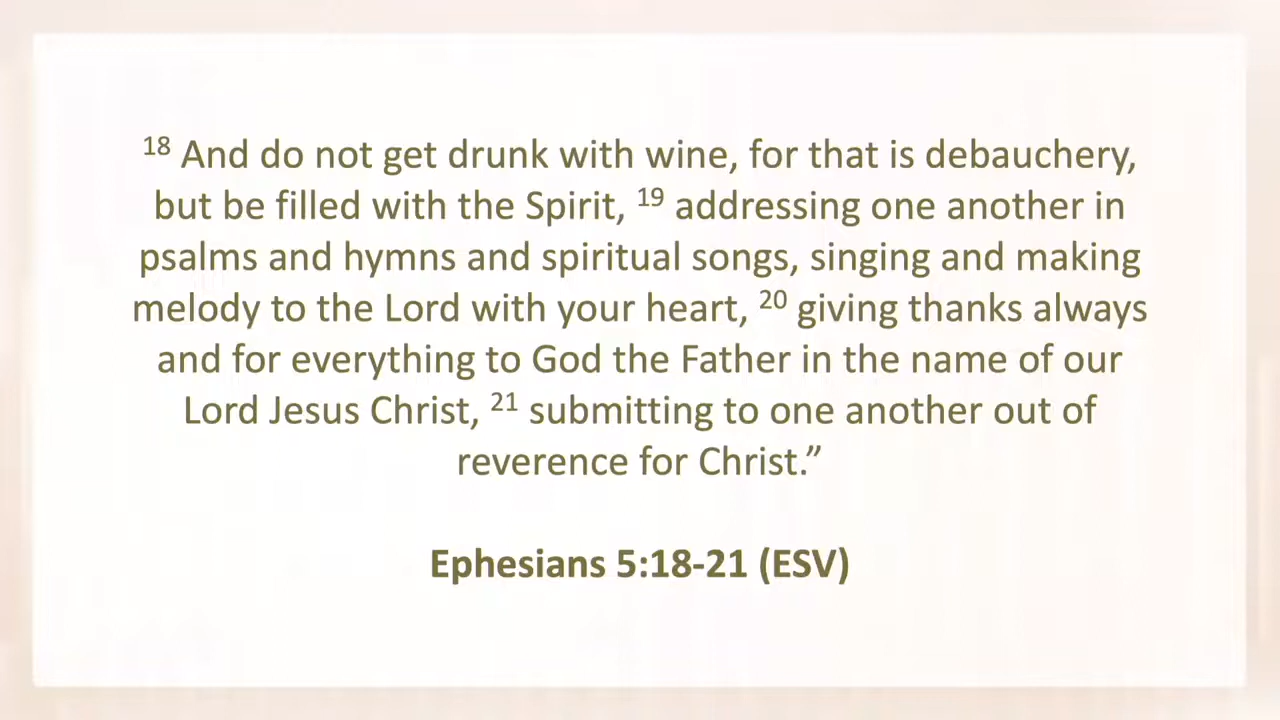 18 And do not get drunk with wine, for that is debauchery,
but be filled with the Spirit, 19 addressing one another in
psalms and hymns and spiritual songs, singing and making
melody to the Lord with your heart, 20 giving thanks always
and for everything to God the Father in the name of our
Lord Jesus Christ, 21 submitting to one another out of
reverence for Christ.”
Ephesians 5:18-21 (ESV)